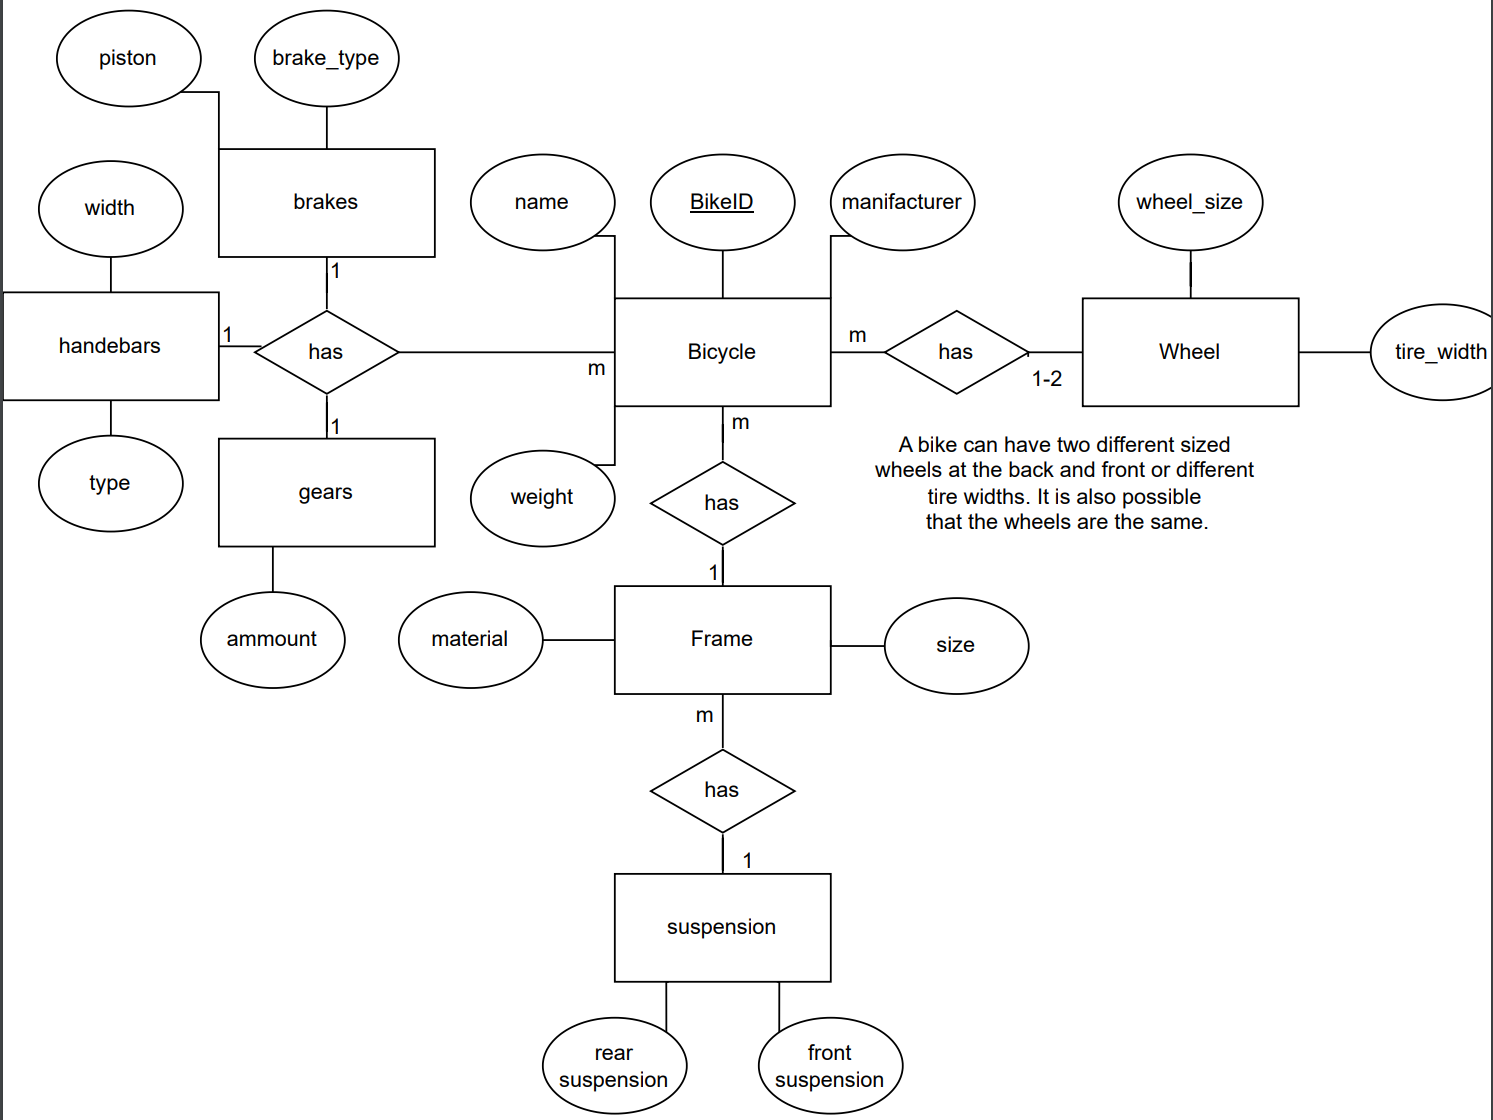 piston
brake_type
width
brakes
name
BikeID
manifacturer
wheel_size
1
handebars
1
has
m
Bicycle
m
has
1-2
Wheel
tire_width
1
m
type
gears
weight
has
A bike can have two different sized
wheels at the back and front or different
tire widths. It is also possible
that the wheels are the same.
1
ammount
material
Frame
size
m
has
1
suspension
rear
suspension
front
suspension